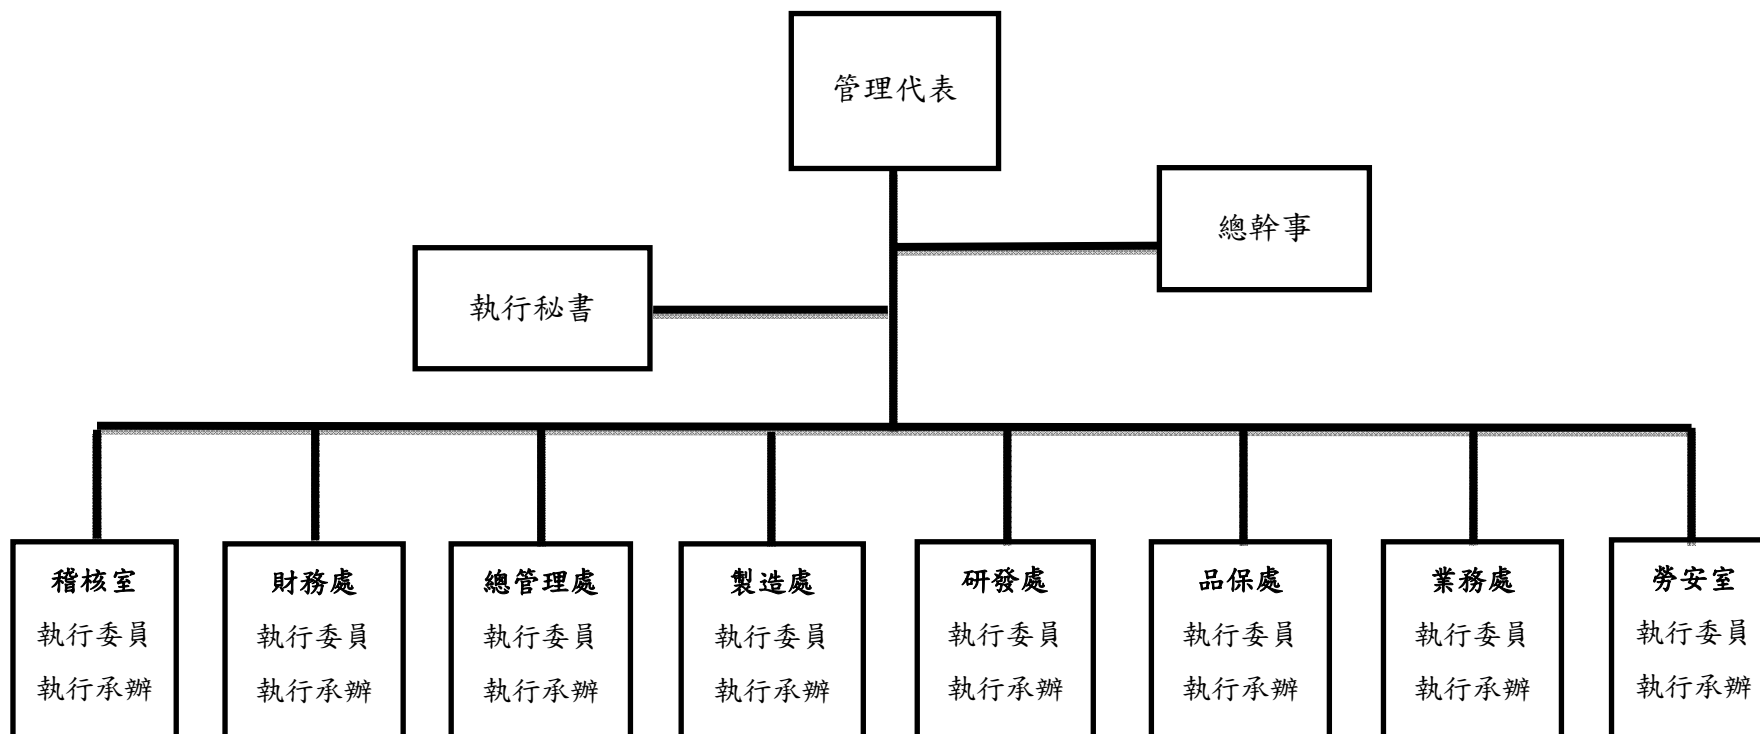 管理代表
總幹事
執行秘書
稽核室
執行委員
執行承辦
財務處
執行委員
執行承辦
總管理處
執行委員
執行承辦
製造處
執行委員
執行承辦
研發處
執行委員
執行承辦
品保處
執行委員
執行承辦
業務處
執行委員
執行承辦
勞安室
執行委員
執行承辦